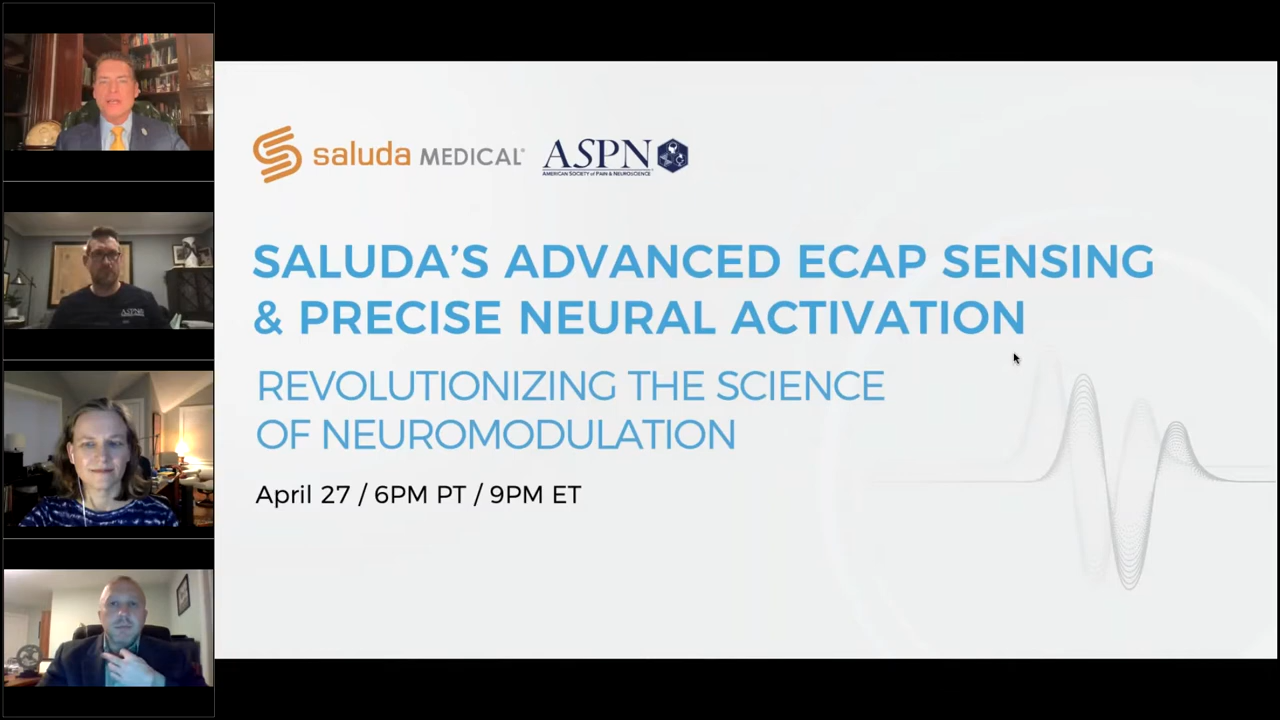 saluda MEDICAL®
ASPN
AMERICAN SOCIETY of PAIN & NEUROSCIENCE
SALUDA'S ADVANCED ECAP SENSING
& PRECISE NEURAL ACTIVATION
REVOLUTIONIZING THE SCIENCE
OF NEUROMODULATION
April 27 / 6PM PT / 9PM ET
ASPN